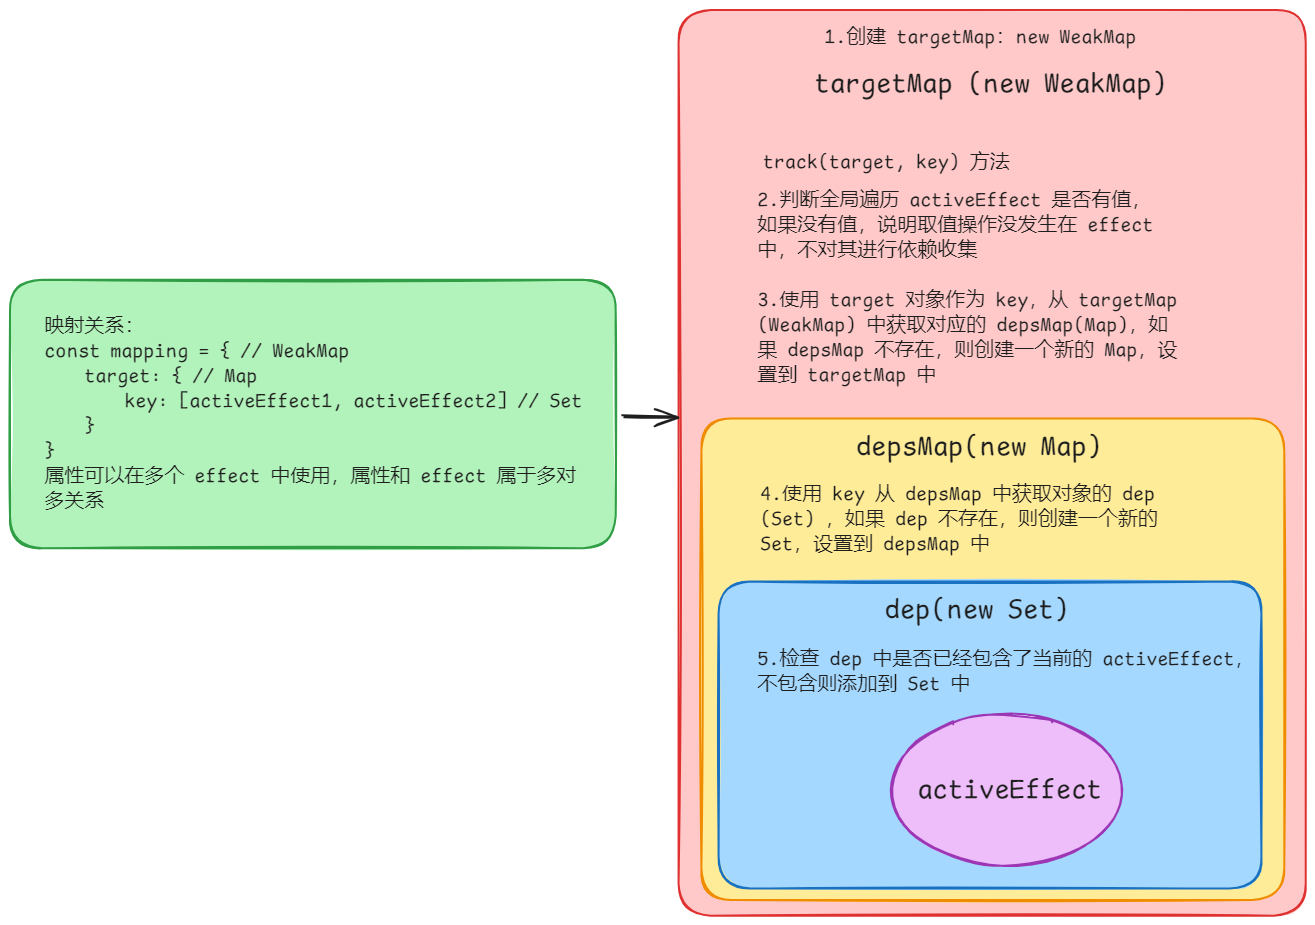 映射关系：
const mapping = { // WeakMap
target: { // Map
key: [activeEffect1, activeEffect2] // Set
}
}
属性可以在多个 effect 中使用，属性和 effect 属于多对
多关系
1.创建 targetMap：new WeakMap
targetMap (new WeakMap)
track(target, key) 方法
2.判断全局遍历 activeEffect 是否有值，
如果没有值，说明取值操作没发生在 effect
中，不对其进行依赖收集
3.使用 target 对象作为 key，从 targetMap
(WeakMap) 中获取对应的 depsMap(Map)，如
果 depsMap 不存在，则创建一个新的 Map，设
置到 targetMap 中
depsMap(new Map)
4.使用 key 从 depsMap 中获取对象的 dep
(Set) ，如果 dep 不存在，则创建一个新的
Set，设置到 depsMap 中
dep(new Set)
5.检查 dep 中是否已经包含了当前的 activeEffect，
不包含则添加到 Set 中
activeEffect